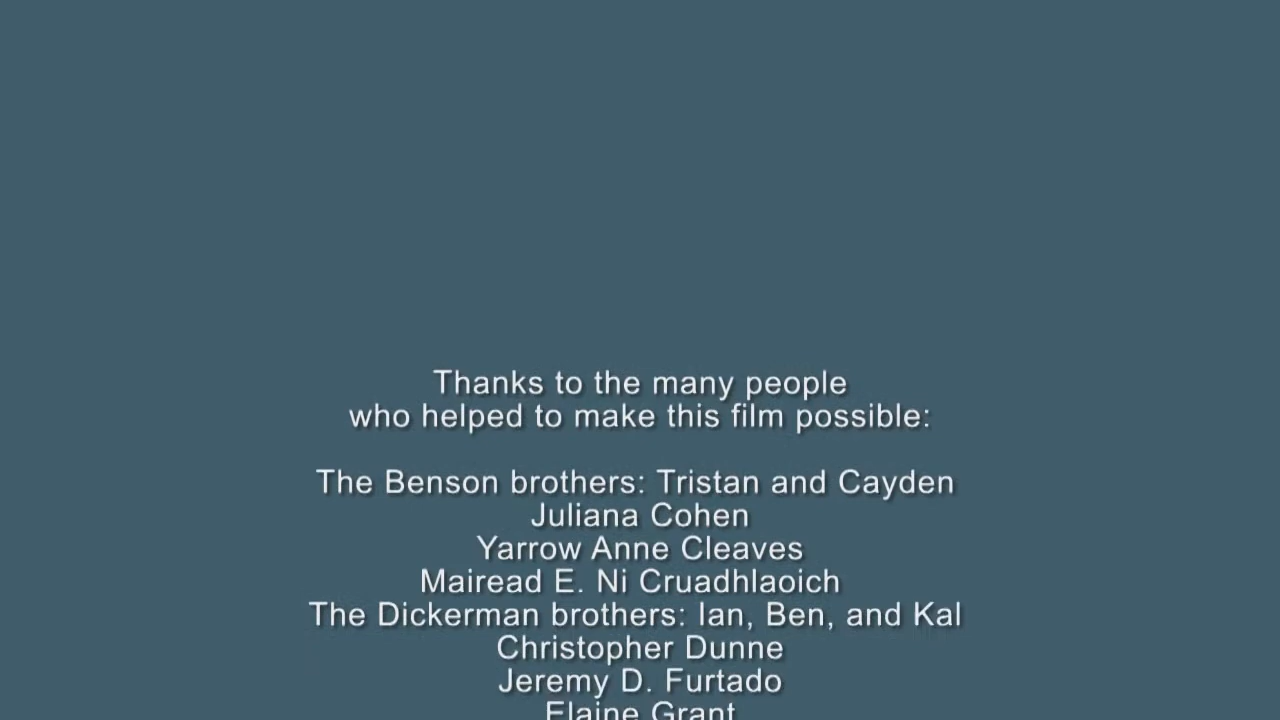 Thanks to the many people
who helped to make this film possible:
The Benson brothers: Tristan and Cayden
Juliana Cohen
Yarrow Anne Cleaves
Mairead E. Ni Cruadhlaoich
The Dickerman brothers: Ian, Ben, and Kal
Christopher Dunne
Jeremy D. Furtado
Elaine Grant